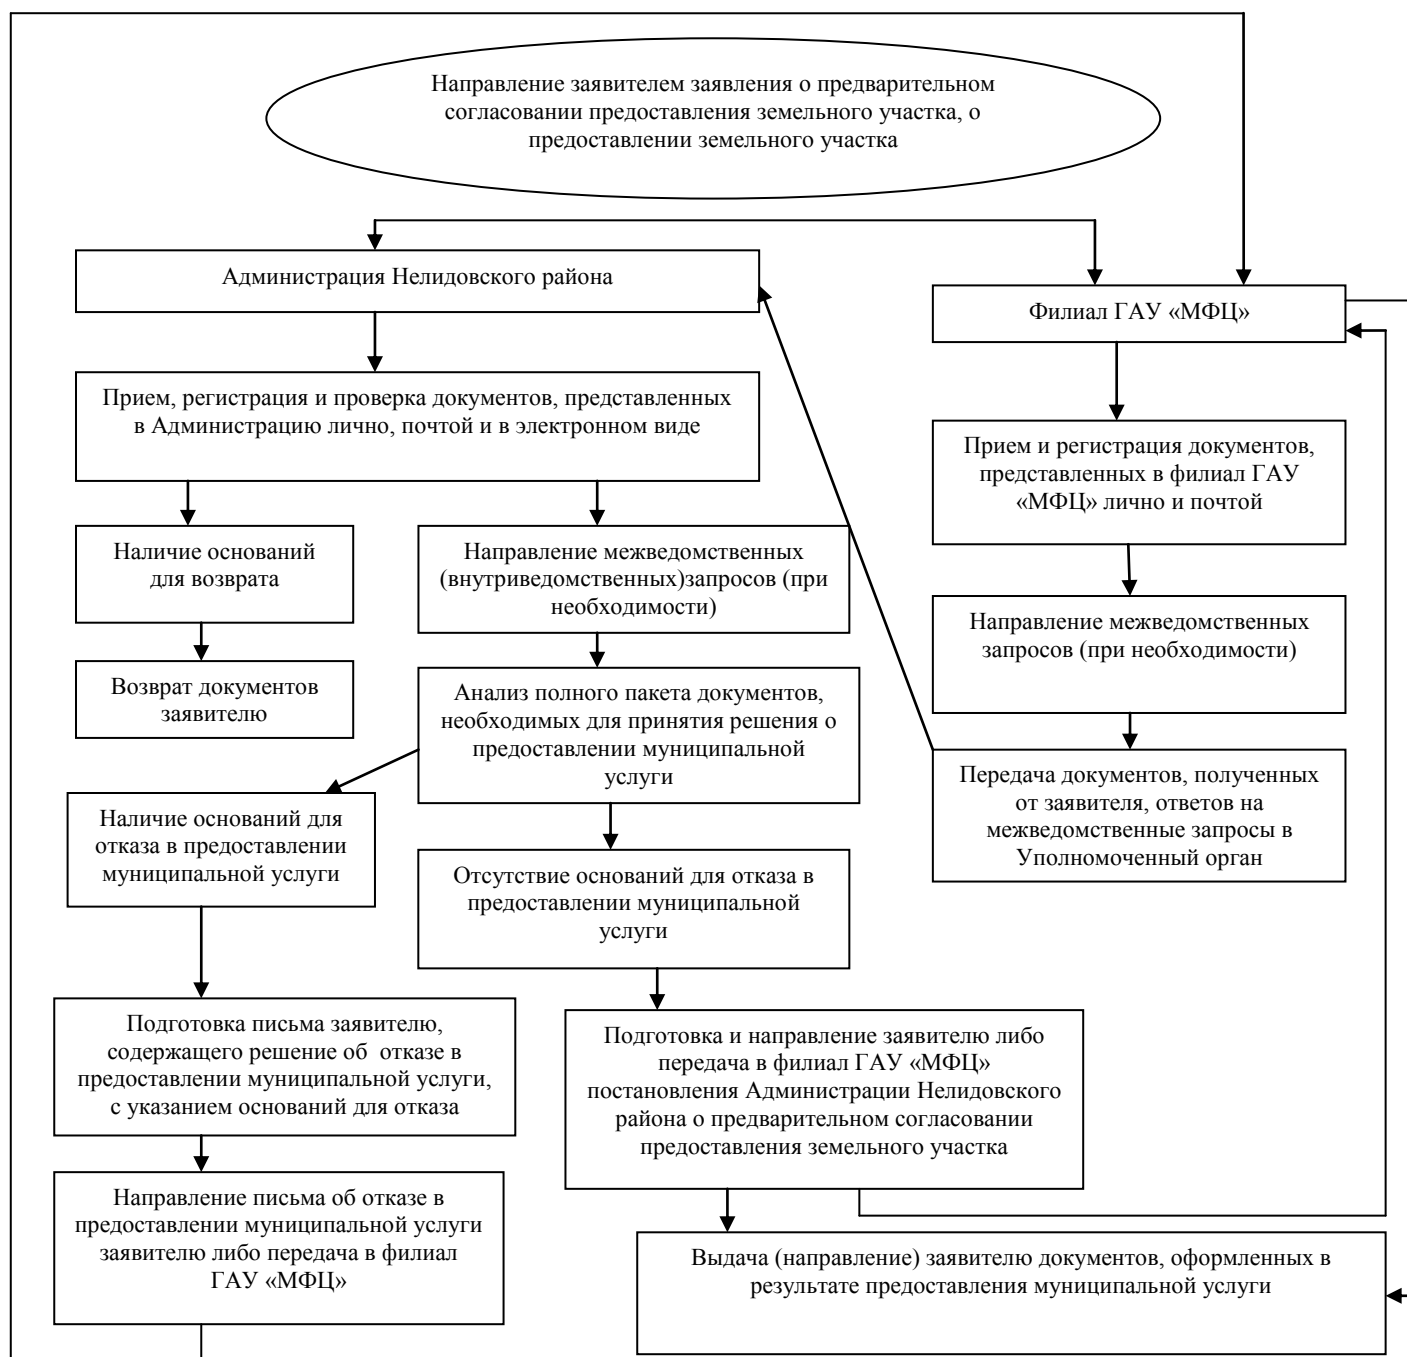 Направление заявителем заявления о предварительном
согласовании предоставления земельного участка, о
предоставлении земельного участка
Администрация Нелидовского района
Филиал ГАУ «МФЦ»
Прием, регистрация и проверка документов, представленных
в Администрацию лично, почтой и в электронном виде
Прием и регистрация документов,
представленных в филиал ГАУ
«МФЦ» лично и почтой
Наличие оснований
для возврата
Направление межведомственных
(внутриведомственных)запросов (при
необходимости)
Направление межведомственных
запросов (при необходимости)
Возврат документов
заявителю
Анализ полного пакета документов,
необходимых для принятия решения о
предоставлении муниципальной
услуги
Передача документов, полученных
от заявителя, ответов на
межведомственные запросы в
Уполномоченный орган
Наличие оснований для
отказа в предоставлении
муниципальной услуги
Отсутствие оснований для отказа в
предоставлении муниципальной
услуги
Подготовка письма заявителю,
содержащего решение об  отказе в
предоставлении муниципальной услуги,
с указанием оснований для отказа
Подготовка и направление заявителю либо
передача в филиал ГАУ «МФЦ»
постановления Администрации Нелидовского
района о предварительном согласовании
предоставления земельного участка
Направление письма об отказе в
предоставлении муниципальной услуги
заявителю либо передача в филиал
ГАУ «МФЦ»
Выдача (направление) заявителю документов, оформленных в
результате предоставления муниципальной услуги